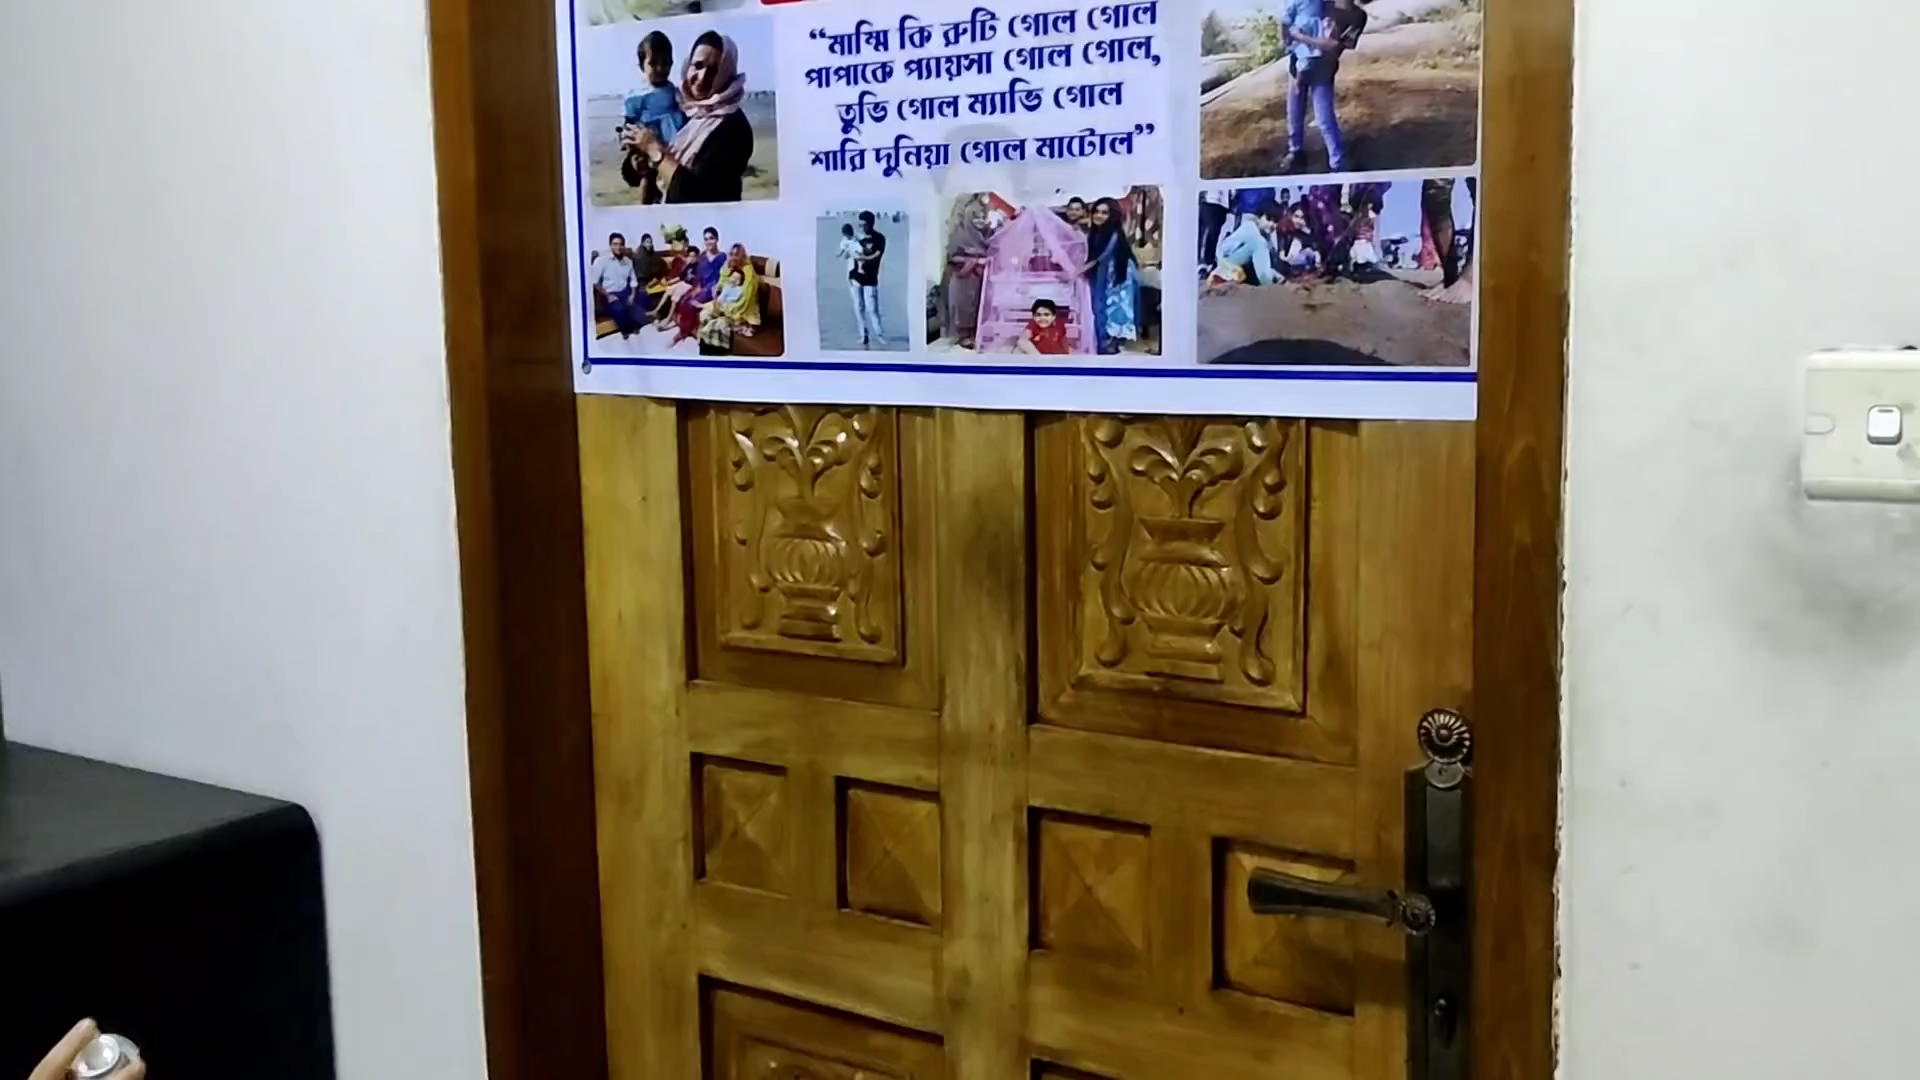 “মাম্মি কি রুটি গোল গোল
পাপাকে প্যায়সা গোল গোল,
তুভি গোল ম্যাভি গোল
শারি দুনিয়া গোল মাটোল”